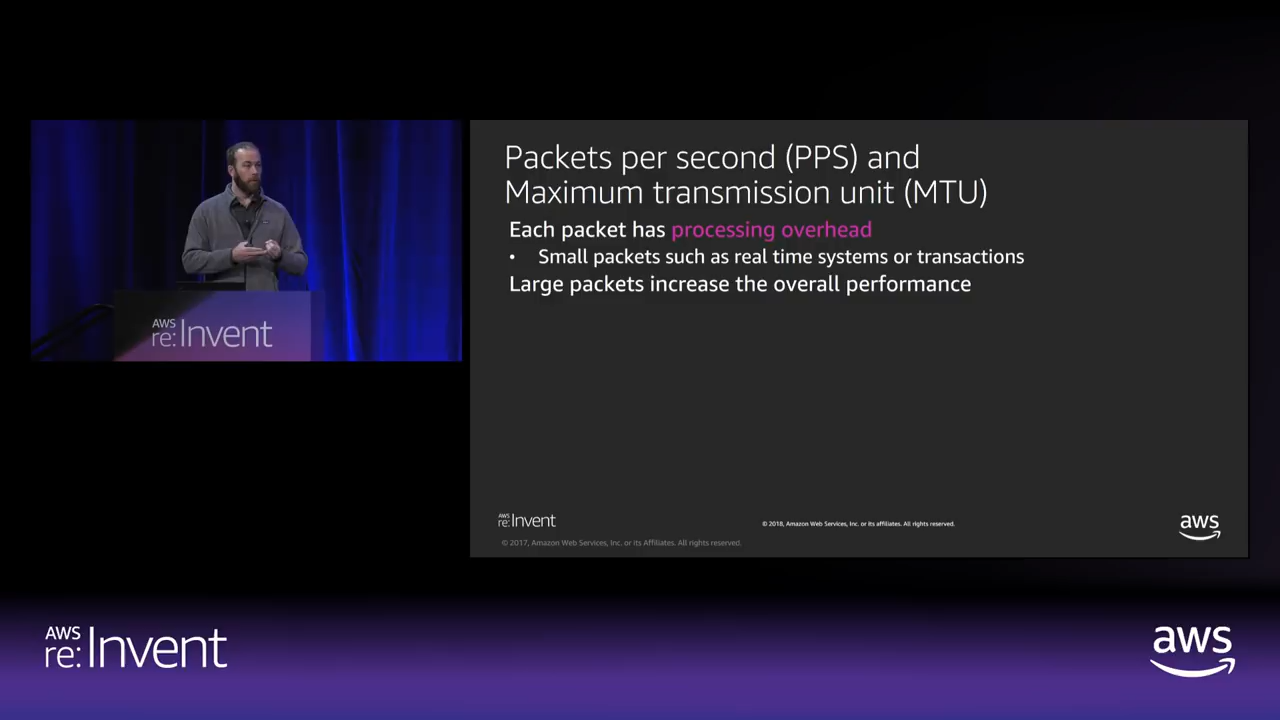 Packets per second (PPS) and
Maximum transmission unit (MTU)
Each packet has processing overhead
• Small packets such as real time systems or transactions
Large packets increase the overall performance
AWS
re:Invent
AWS
re:Invent
© 2018, Amazon Web Services, Inc. or its affiliates. All rights reserved.
aws
© 2017, Amazon Web Services, Inc. or its Affiliates. All rights reserved.
AWS
re:Invent
aws